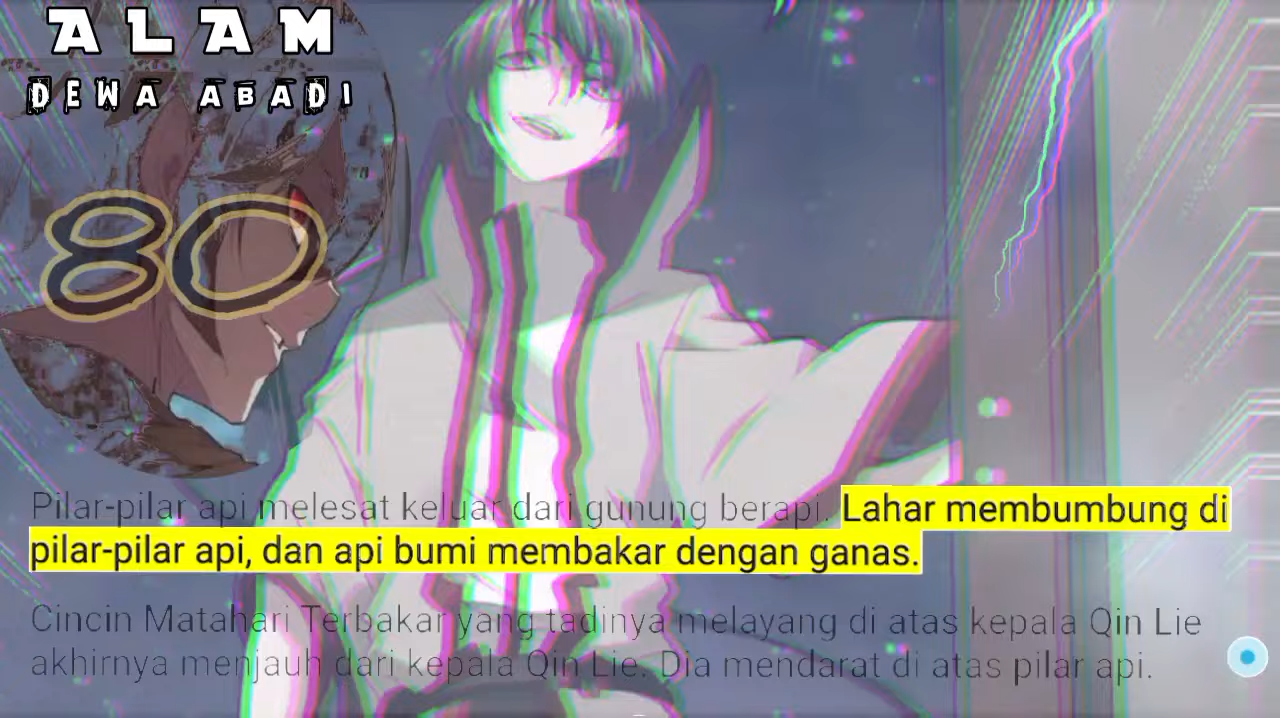 ALAM
DEWA ABADI
80
Pilar-pilar api melesat keluar dari gunung berapi. Lahar membumbung di
pilar-pilar api, dan api bumi membakar dengan ganas.
Cincin Matahari Terbakar yang tadinya melayang di atas kepala Qin Lie
akhirnya menjauh dari kepala Qin Lie. Dia mendarat di atas pilar api.